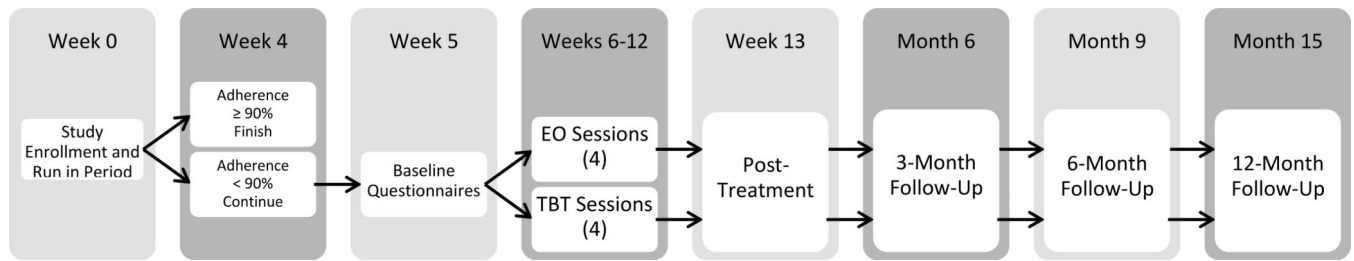 Week 0
Study
Enrollment and
Run in Period
Week 4
Adherence
≥ 90%
Finish
Adherence
< 90%
Continue
Week 5
Baseline
Questionnaires
Weeks 6-12
EO Sessions
(4)
TBT Sessions
(4)
Week 13
Post-
Treatment
Month 6
3-Month
Follow-Up
Month 9
6-Month
Follow-Up
Month 15
12-Month
Follow-Up